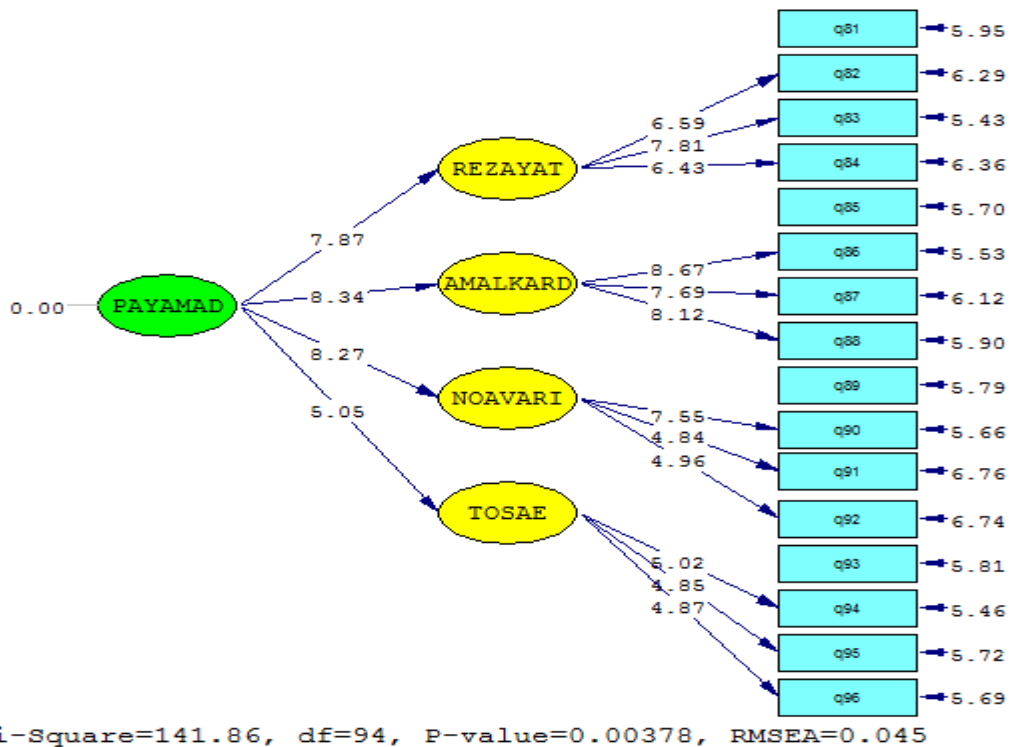 q81 5.95
q82 6.29
6.59 q83 5.43
7.81
REZAYAT 6.43 q84 6.36
q85 5.70
7.87
q86 5.53
8.67
AMALKARD 7.69 q87 6.12
8.34
0.00 PAYAMAD 8.12
q88 5.90
8.27
q89 5.79
NOAVARI 7.55 q90 5.66
5.05 4.84
4.96 q91 6.76
TOSAE q92 6.74
5.02 q93 5.81
4.85
4.87 q94 5.46
q95 5.72
q96 5.69
i-Square=141.86, df=94, P-value=0.00378, RMSEA=0.045